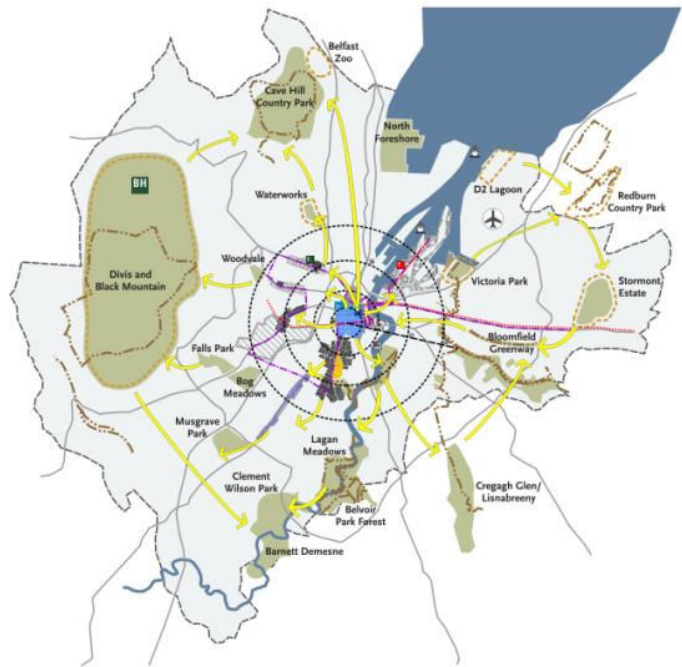 Belfast
Zoo
Cave Hill
Country Park
North
Foreshore
BH
Waterworks
D2 Lagoon
Redburn
Country Park
Woodvale
Divis and
Black Mountain
Victoria Park
Stormont
Estate
Falls Park
Bloomfield
Greenway
Bog
Meadows
Musgrave
Park
Lagan
Meadows
Clement
Wilson Park
Cregagh Glen/
Lisnabreeny
Belvoir
Park Forest
Barnett Demesne